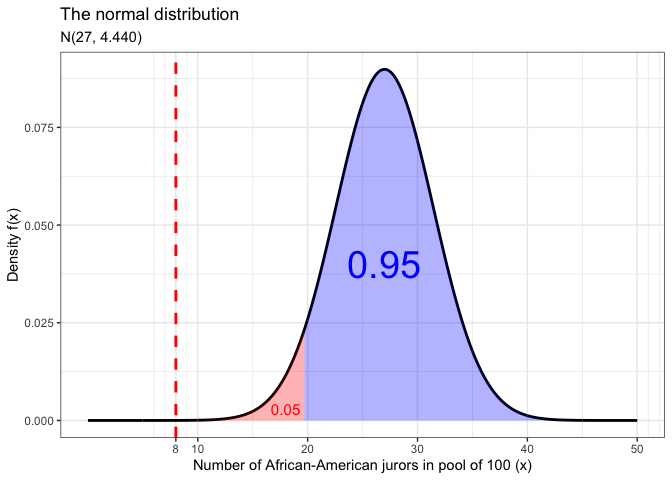 The normal distribution
N(27, 4.440)
Density f(x)
0.075
0.050
0.025
0.000
0.95
0.05
8 10 20 30 40 50
Number of African-American jurors in pool of 100 (x)